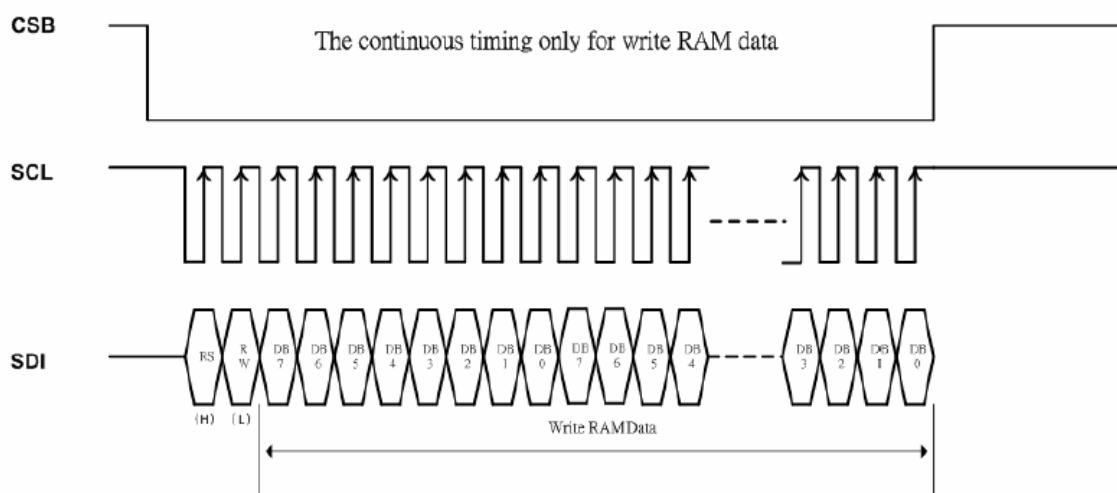 CSB
The continuous timing only for write RAM data
SCL
SDI
RS R W DB 7 DB 6 DB 5 DB 4 DB 3 DB 2 DB 1 DB 0 DB 7 DB 6 DB 5 DB 4 DB 3 DB 2 DB 1 DB 0
(H) (L)
Write RAMData